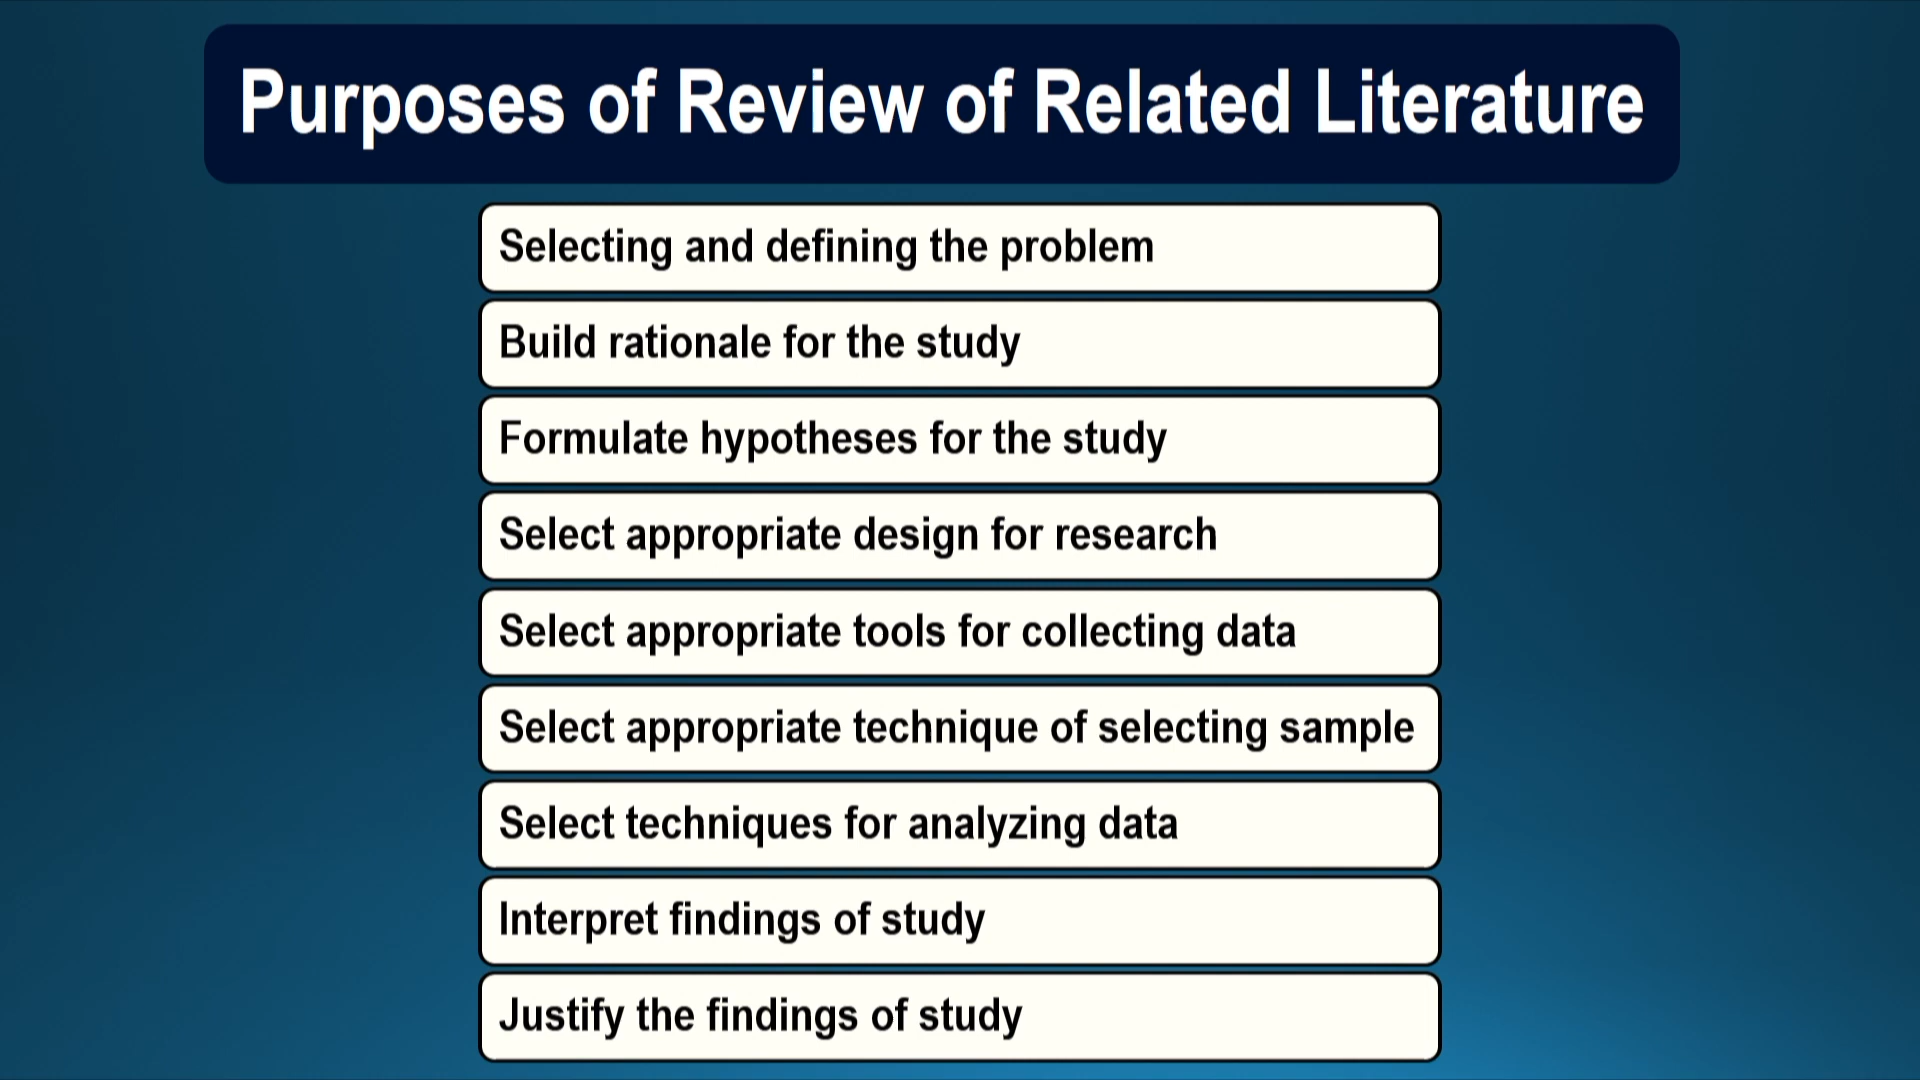 Purposes of Review of Related Literature
Selecting and defining the problem
Build rationale for the study
Formulate hypotheses for the study
Select appropriate design for research
Select appropriate tools for collecting data
Select appropriate technique of selecting sample
Select techniques for analyzing data
Interpret findings of study
Justify the findings of study